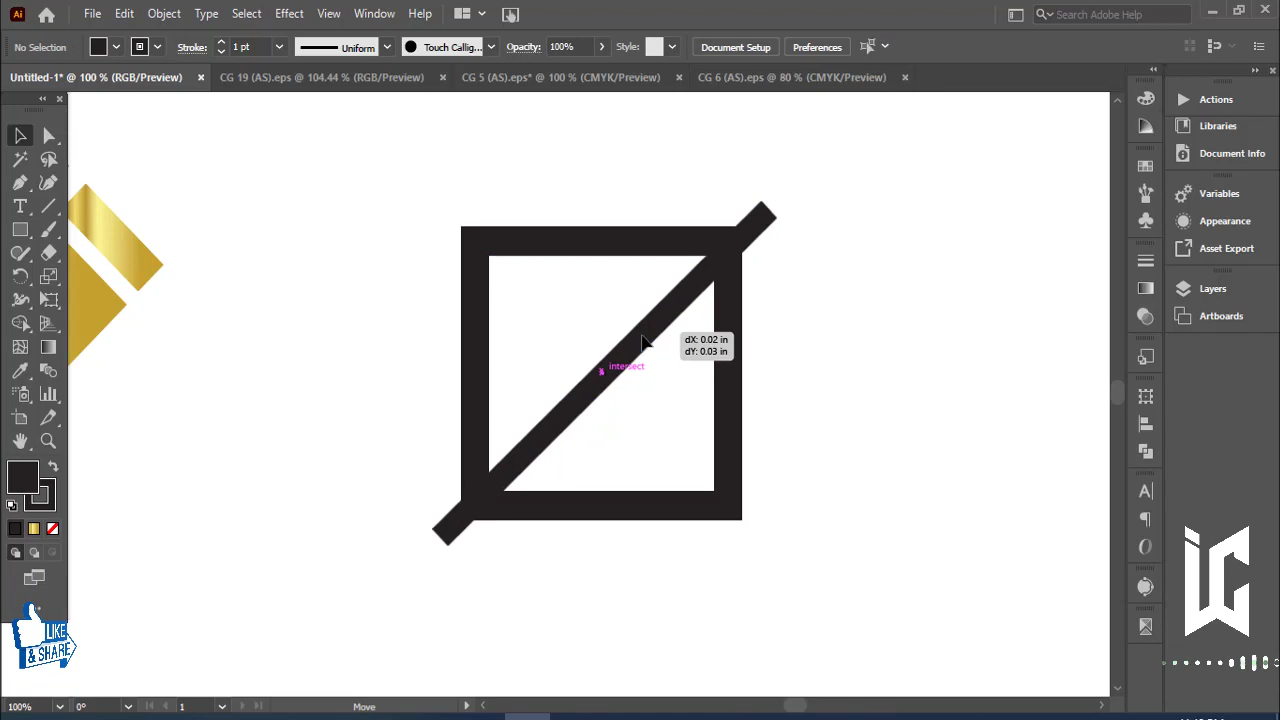 Ai File Edit Object Type Select Effect View Window Help Search Adobe Help
No Selection Stroke: 1 pt Uniform Touch Callig... Opacity: 100% Style: Document Setup Preferences
Untitled-1* @ 100 % (RGB/Preview) × CG 19 (AS).eps @ 104.44 % (RGB/Preview) × CG 5 (AS).eps* @ 100 % (CMYK/Preview) × CG 6 (AS).eps @ 80 % (CMYK/Preview) ×
Actions
Libraries
Document Info
Variables
Appearance
Asset Export
Layers
Artboards
dX: 0.02 in
dY: 0.03 in
intersect
LIKE
& SHARE
100% 0° 1 Move